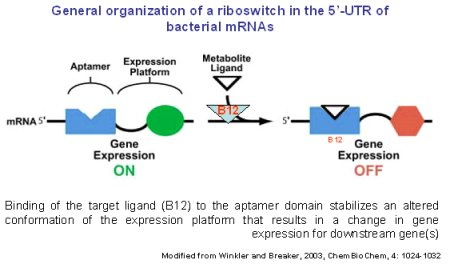 General organization of a riboswitch in the 5'-UTR of
bacterial mRNAs
Aptamer
Expression
Platform
Metabolite
Ligand
B12
mRNA 5'
Gene
Expression
ON
5'
B12
Gene
Expression
OFF
Binding of the target ligand (B12) to the aptamer domain stabilizes an altered
conformation of the expression platform that results in a change in gene
expression for downstream gene(s)
Modified from Winkler and Breaker, 2003, ChemBioChem, 4: 1024-1032